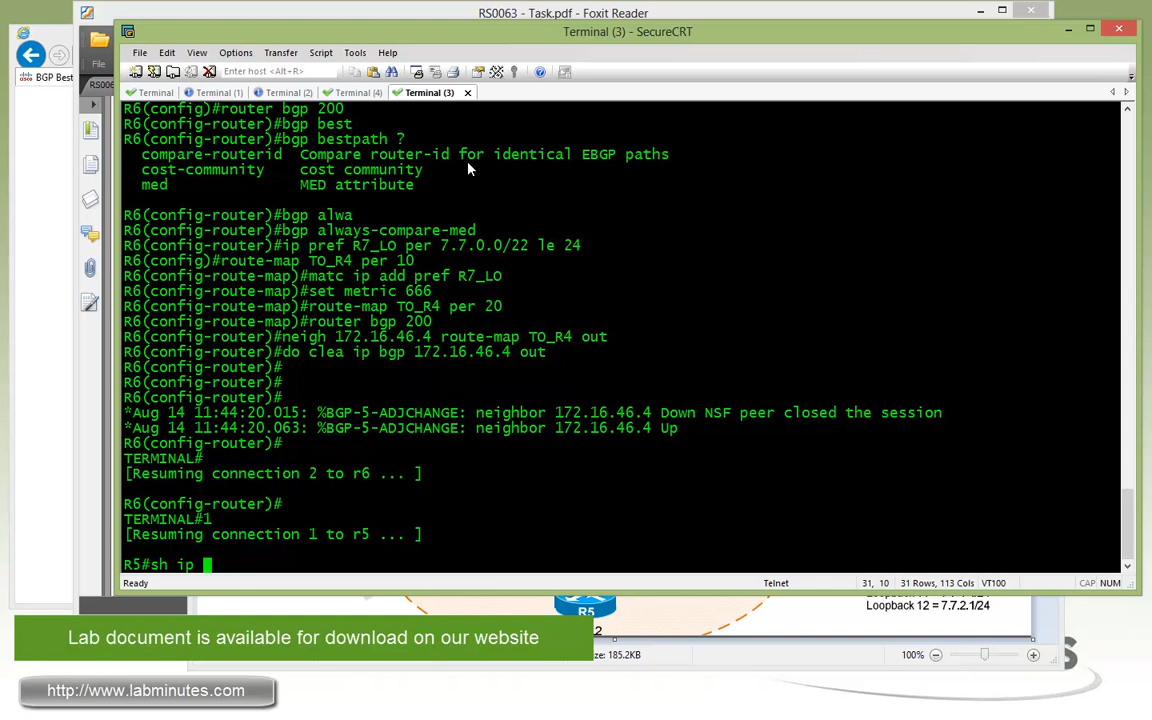 RS0063 - Task.pdf - Foxit Reader
Terminal (3) - SecureCRT
File Edit View Options Transfer Script Tools Help
File
Enter host <Alt+R>
BGP Best
RS006
Terminal Terminal (1) Terminal (2) Terminal (4) Terminal (3)
R6(config)#router bgp 200
R6(config-router)#bgp best
R6(config-router)#bgp bestpath ?
compare-routerid Compare router-id for identical EBGP paths
cost-community cost community
med MED attribute
R6(config-router)#bgp alwa
R6(config-router)#bgp always-compare-med
R6(config-router)#ip pref R7_LO per 7.7.0.0/22 le 24
R6(config)#route-map TO_R4 per 10
R6(config-route-map)#matc ip add pref R7_LO
R6(config-route-map)#set metric 666
R6(config-route-map)#route-map TO_R4 per 20
R6(config-route-map)#router bgp 200
R6(config-router)#neigh 172.16.46.4 route-map TO_R4 out
R6(config-router)#do clea ip bgp 172.16.46.4 out
R6(config-router)#
R6(config-router)#
R6(config-router)#
*Aug 14 11:44:20.015: %BGP-5-ADJCHANGE: neighbor 172.16.46.4 Down NSF peer closed the session
*Aug 14 11:44:20.063: %BGP-5-ADJCHANGE: neighbor 172.16.46.4 Up
R6(config-router)#
TERMINAL#
[Resuming connection 2 to r6 ... ]
R6(config-router)#
TERMINAL#1
[Resuming connection 1 to r5 ... ]
R5#sh ip
Ready Telnet 31, 10 31 Rows, 113 Cols VT100 CAP NUM
R5
Loopback 12 = 7.7.2.1/24
Lab document is available for download on our website
100%
http://www.labminutes.com